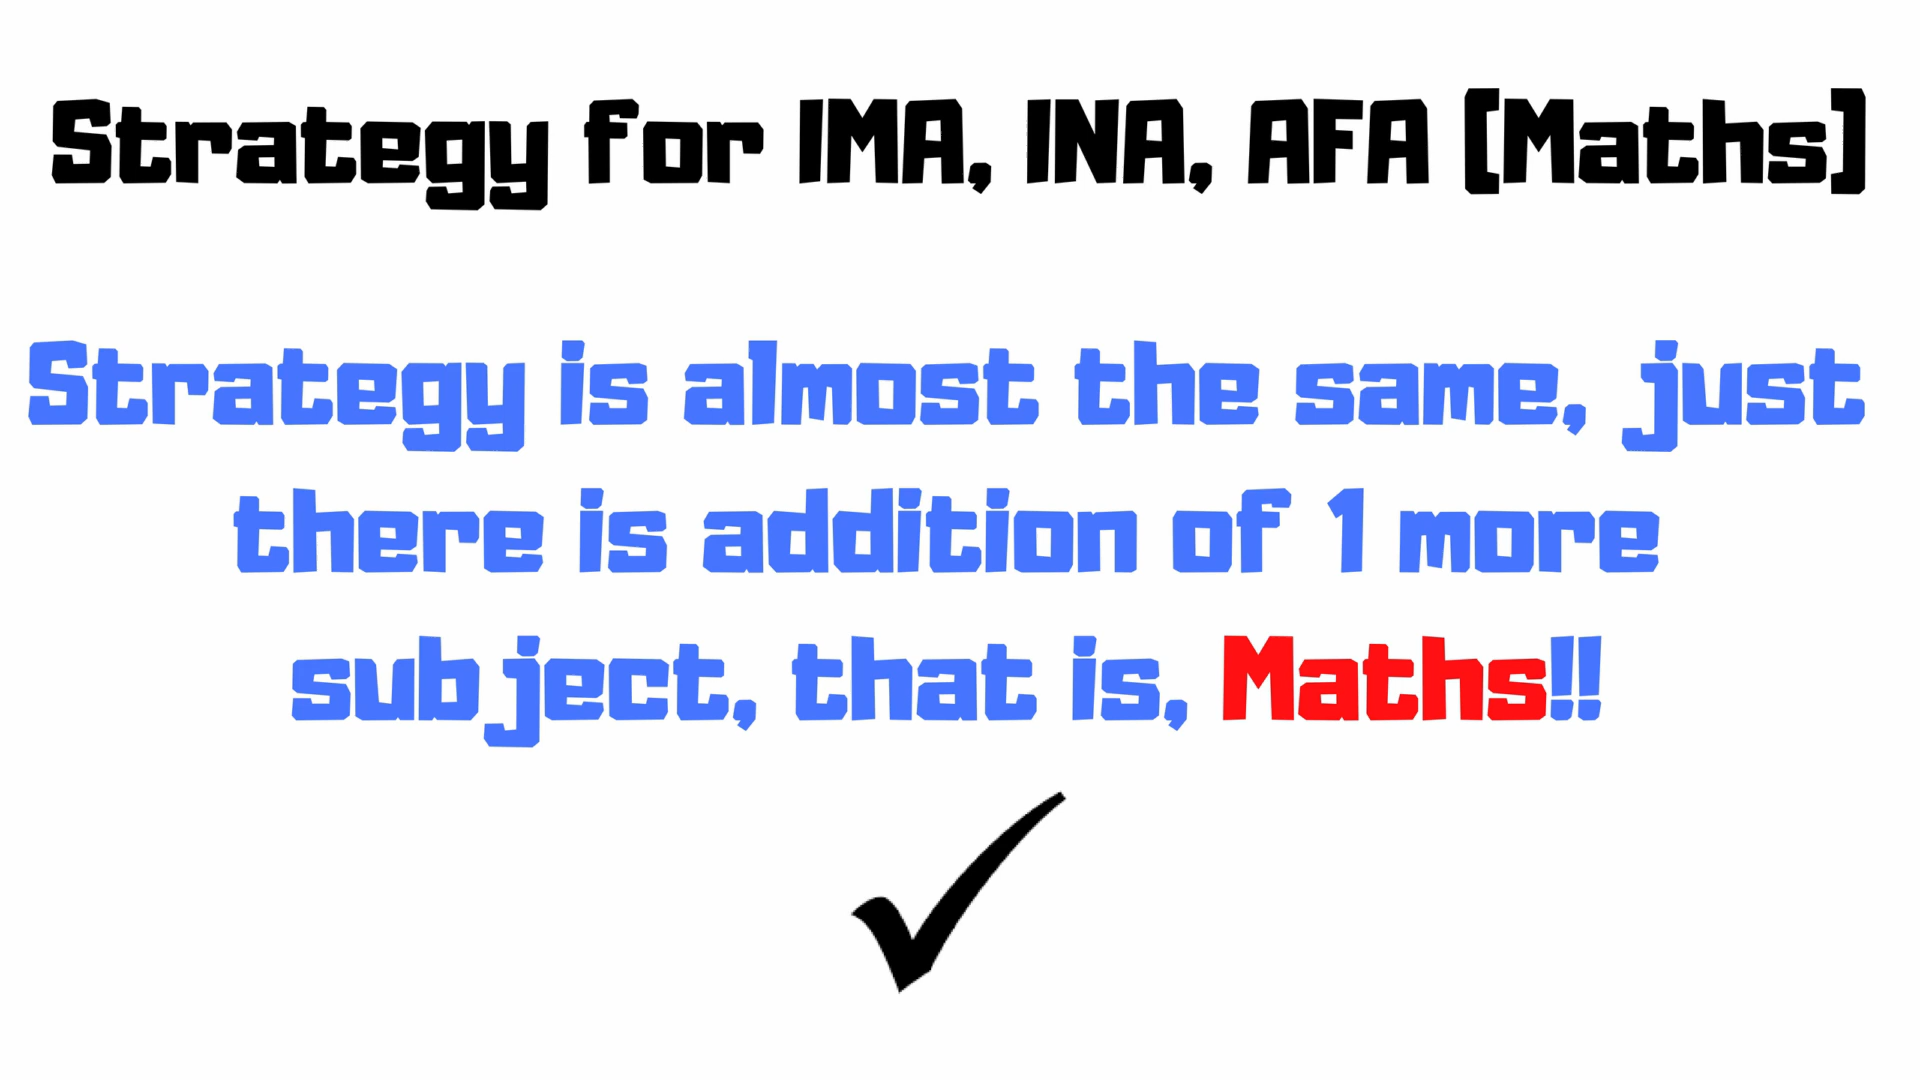 Strategy for IMA, INA, AFA [Maths]
Strategy is almost the same, just
there is addition of 1 more
subject, that is, Maths!!